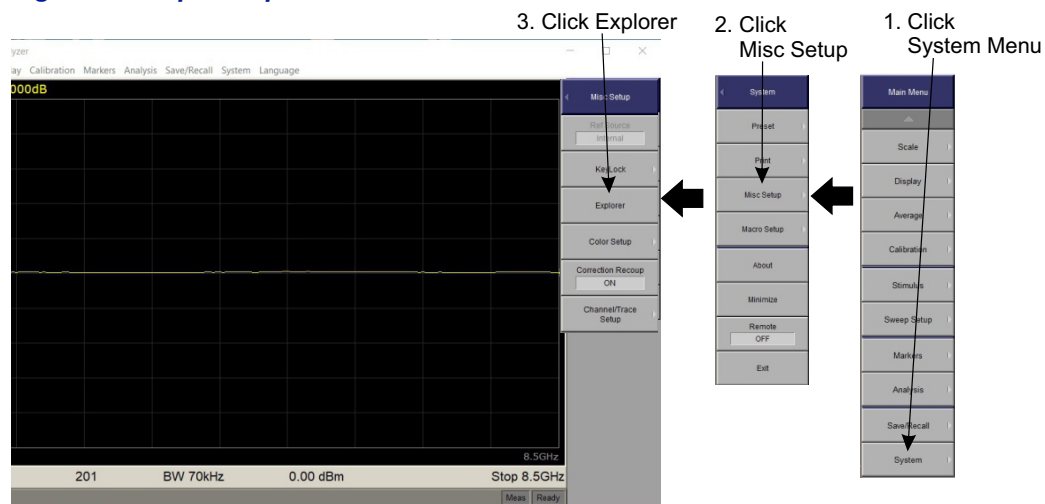 3. Click Explorer
2. Click
Misc Setup
1. Click
System Menu
Calibration Markers Analysis Save/Recall System Language
000dB
8.5GHz
201 BW 70kHz 0.00 dBm Stop 8.5GHz
Meas Ready
Misc Setup
Ref Source
Internal
Key Lock
Explorer
Color Setup
Correction Recoup
ON
Channel/Trace
Setup
System
Preset
Print
Misc Setup
Macro Setup
About
Minimize
Remote
OFF
Exit
Main Menu
Scale
Display
Average
Calibration
Stimulus
Sweep Setup
Markers
Analysis
Save/Recall
System